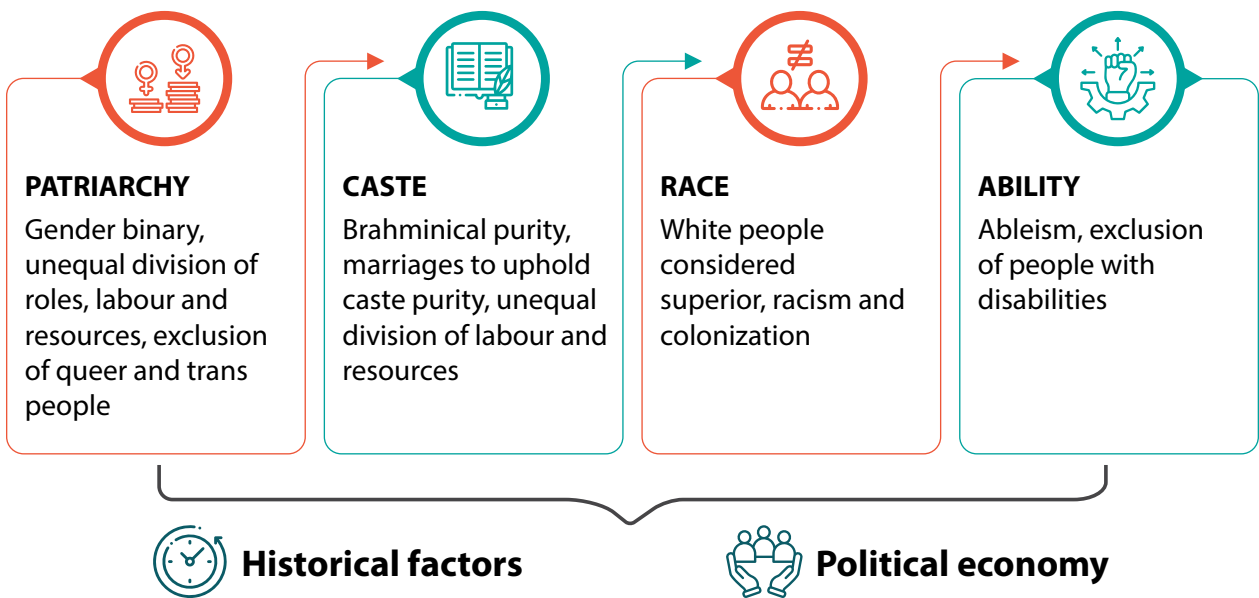 PATRIARCHY
Gender binary,
unequal division of
roles, labour and
resources, exclusion
of queer and trans
people
CASTE
Brahminical purity,
marriages to uphold
caste purity, unequal
division of labour and
resources
RACE
White people
considered
superior, racism and
colonization
ABILITY
Ableism, exclusion
of people with
disabilities
Historical factors
Political economy